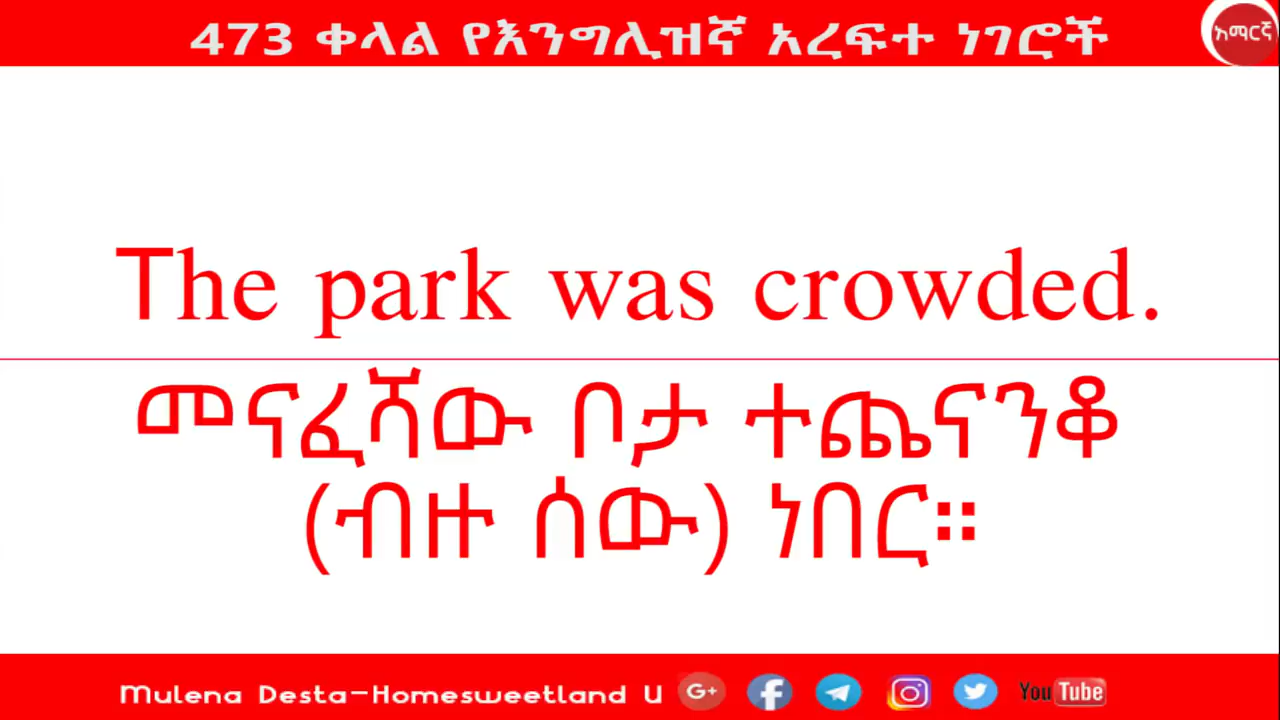 473 ቀላል የእንግሊዝኛ አረፍተ ነገሮች
አማርኛ
The park was crowded.
መናፈሻው ቦታ ተጨናንቆ
(ብዙ ሰው) ነበር።
Mulena Desta-Homesweetland U
G+ f You Tube